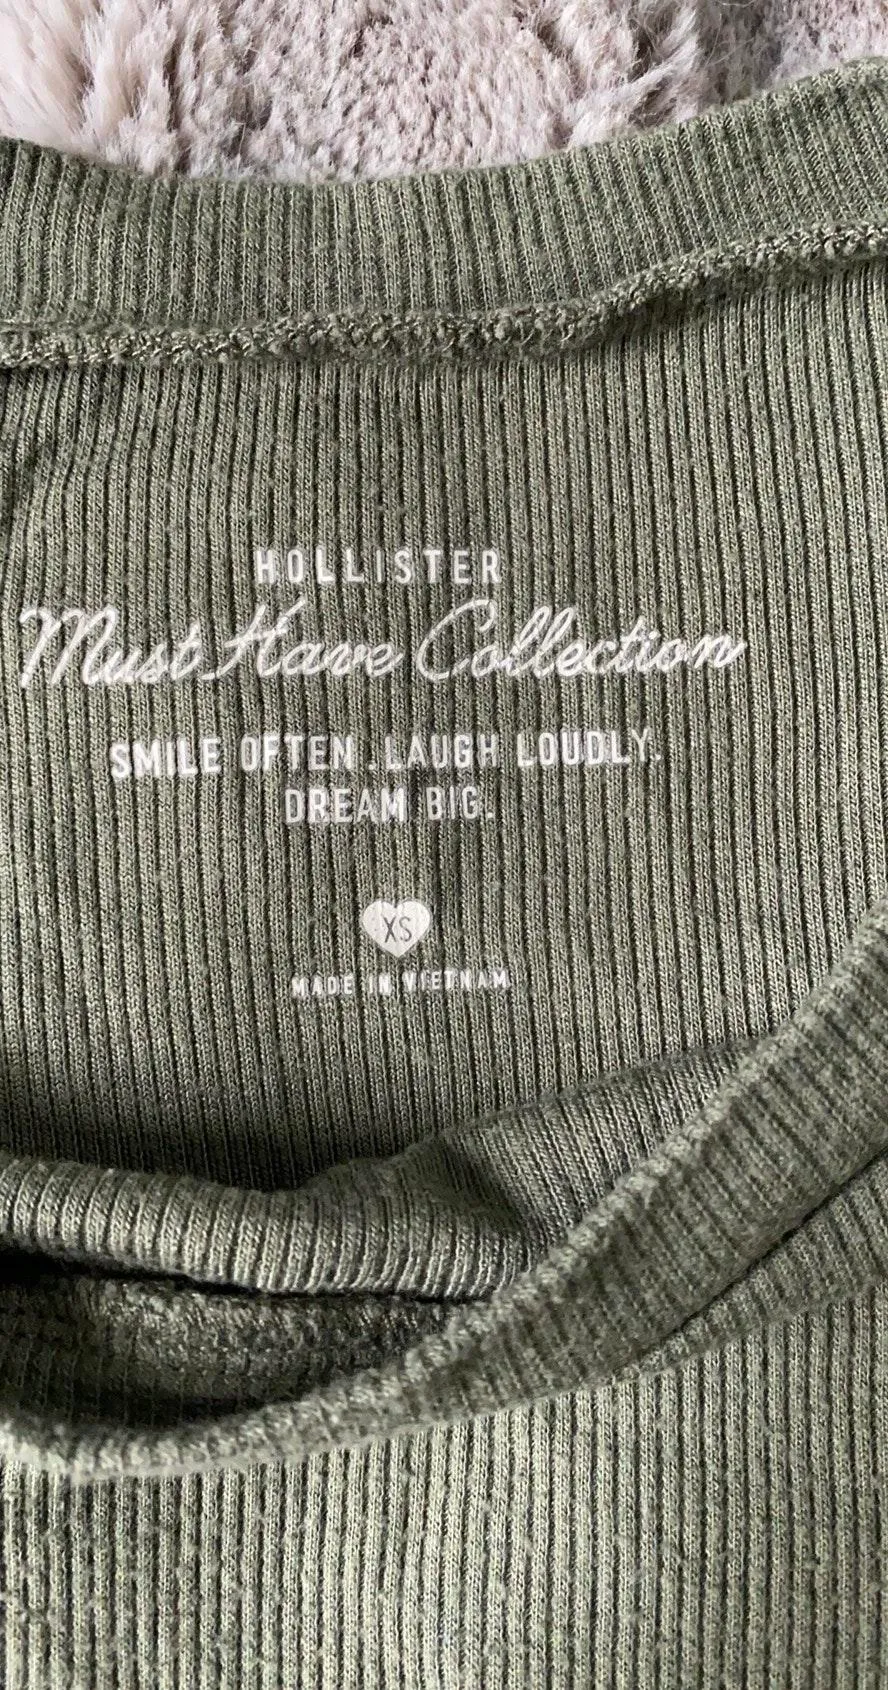 HOLLISTER
Must Have Collection
SMILE OFTEN. LAUGH LOUDLY.
DREAM BIG.
XS
MADE IN VIETNAM